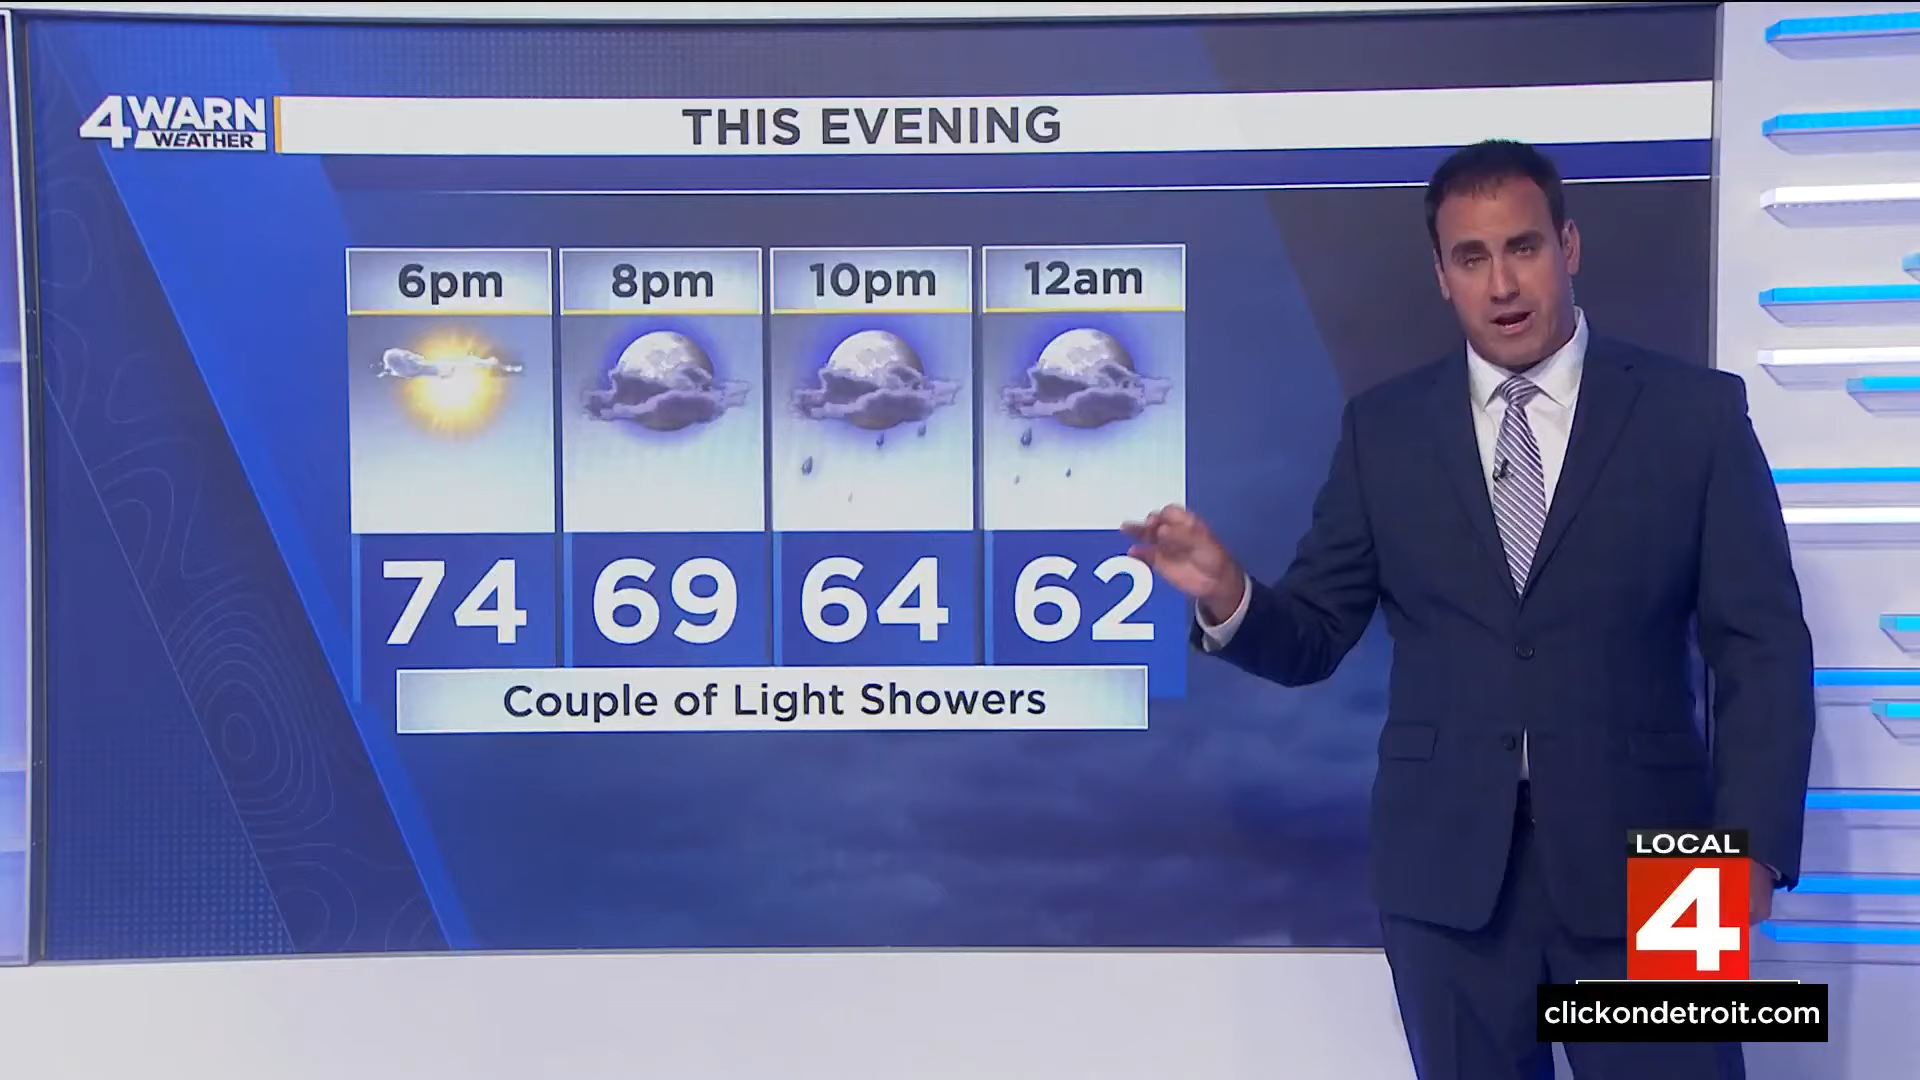 4WARN
WEATHER
THIS EVENING
6pm 8pm 10pm 12am
74 69 64 62
Couple of Light Showers
LOCAL
4
clickondetroit.com